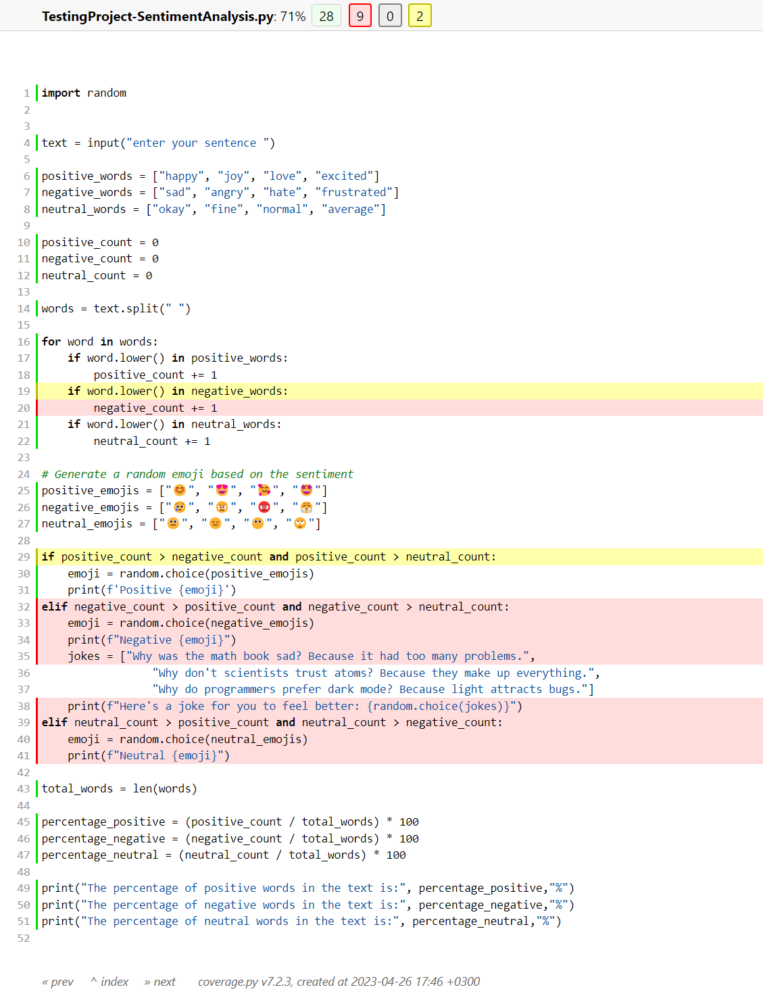 TestingProject-SentimentAnalysis.py: 71% 28 9 0 2
1 import random
2
3
4 text = input("enter your sentence ")
5
6 positive_words = ["happy", "joy", "love", "excited"]
7 negative_words = ["sad", "angry", "hate", "frustrated"]
8 neutral_words = ["okay", "fine", "normal", "average"]
9
10 positive_count = 0
11 negative_count = 0
12 neutral_count = 0
13
14 words = text.split(" ")
15
16 for word in words:
17     if word.lower() in positive_words:
18         positive_count += 1
19     if word.lower() in negative_words:
20         negative_count += 1
21     if word.lower() in neutral_words:
22         neutral_count += 1
23
24 # Generate a random emoji based on the sentiment
25 positive_emojis = ["😊", "😍", "🥰", "🤩"]
26 negative_emojis = ["😢", "😠", "😡", "😤"]
27 neutral_emojis = ["😐", "😑", "😶", "🙄"]
28
29 if positive_count > negative_count and positive_count > neutral_count:
30     emoji = random.choice(positive_emojis)
31     print(f'Positive {emoji}')
32 elif negative_count > positive_count and negative_count > neutral_count:
33     emoji = random.choice(negative_emojis)
34     print(f"Negative {emoji}")
35     jokes = ["Why was the math book sad? Because it had too many problems.",
36                  "Why don't scientists trust atoms? Because they make up everything.",
37                  "Why do programmers prefer dark mode? Because light attracts bugs."]
38     print(f"Here's a joke for you to feel better: {random.choice(jokes)}")
39 elif neutral_count > positive_count and neutral_count > negative_count:
40     emoji = random.choice(neutral_emojis)
41     print(f"Neutral {emoji}")
42
43 total_words = len(words)
44
45 percentage_positive = (positive_count / total_words) * 100
46 percentage_negative = (negative_count / total_words) * 100
47 percentage_neutral = (neutral_count / total_words) * 100
48
49 print("The percentage of positive words in the text is:", percentage_positive,"%")
50 print("The percentage of negative words in the text is:", percentage_negative,"%")
51 print("The percentage of neutral words in the text is:", percentage_neutral,"%")
52
« prev ^ index » next coverage.py v7.2.3, created at 2023-04-26 17:46 +0300